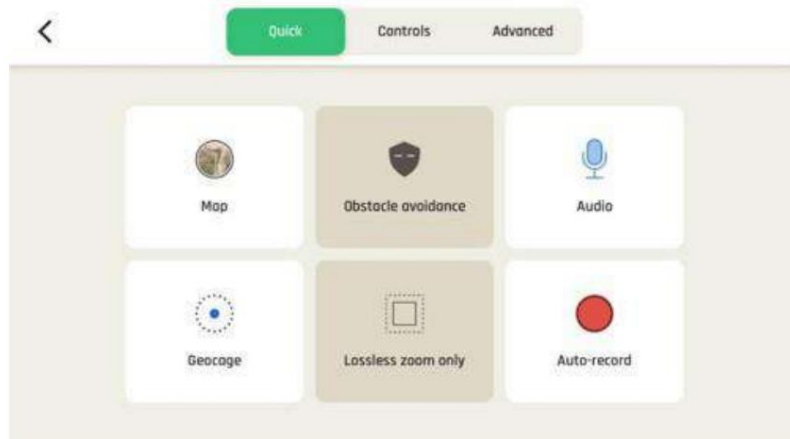 Quick
Controls
Advanced
Map
Obstacle avoidance
Audio
Geocage
Lossless zoom only
Auto-record